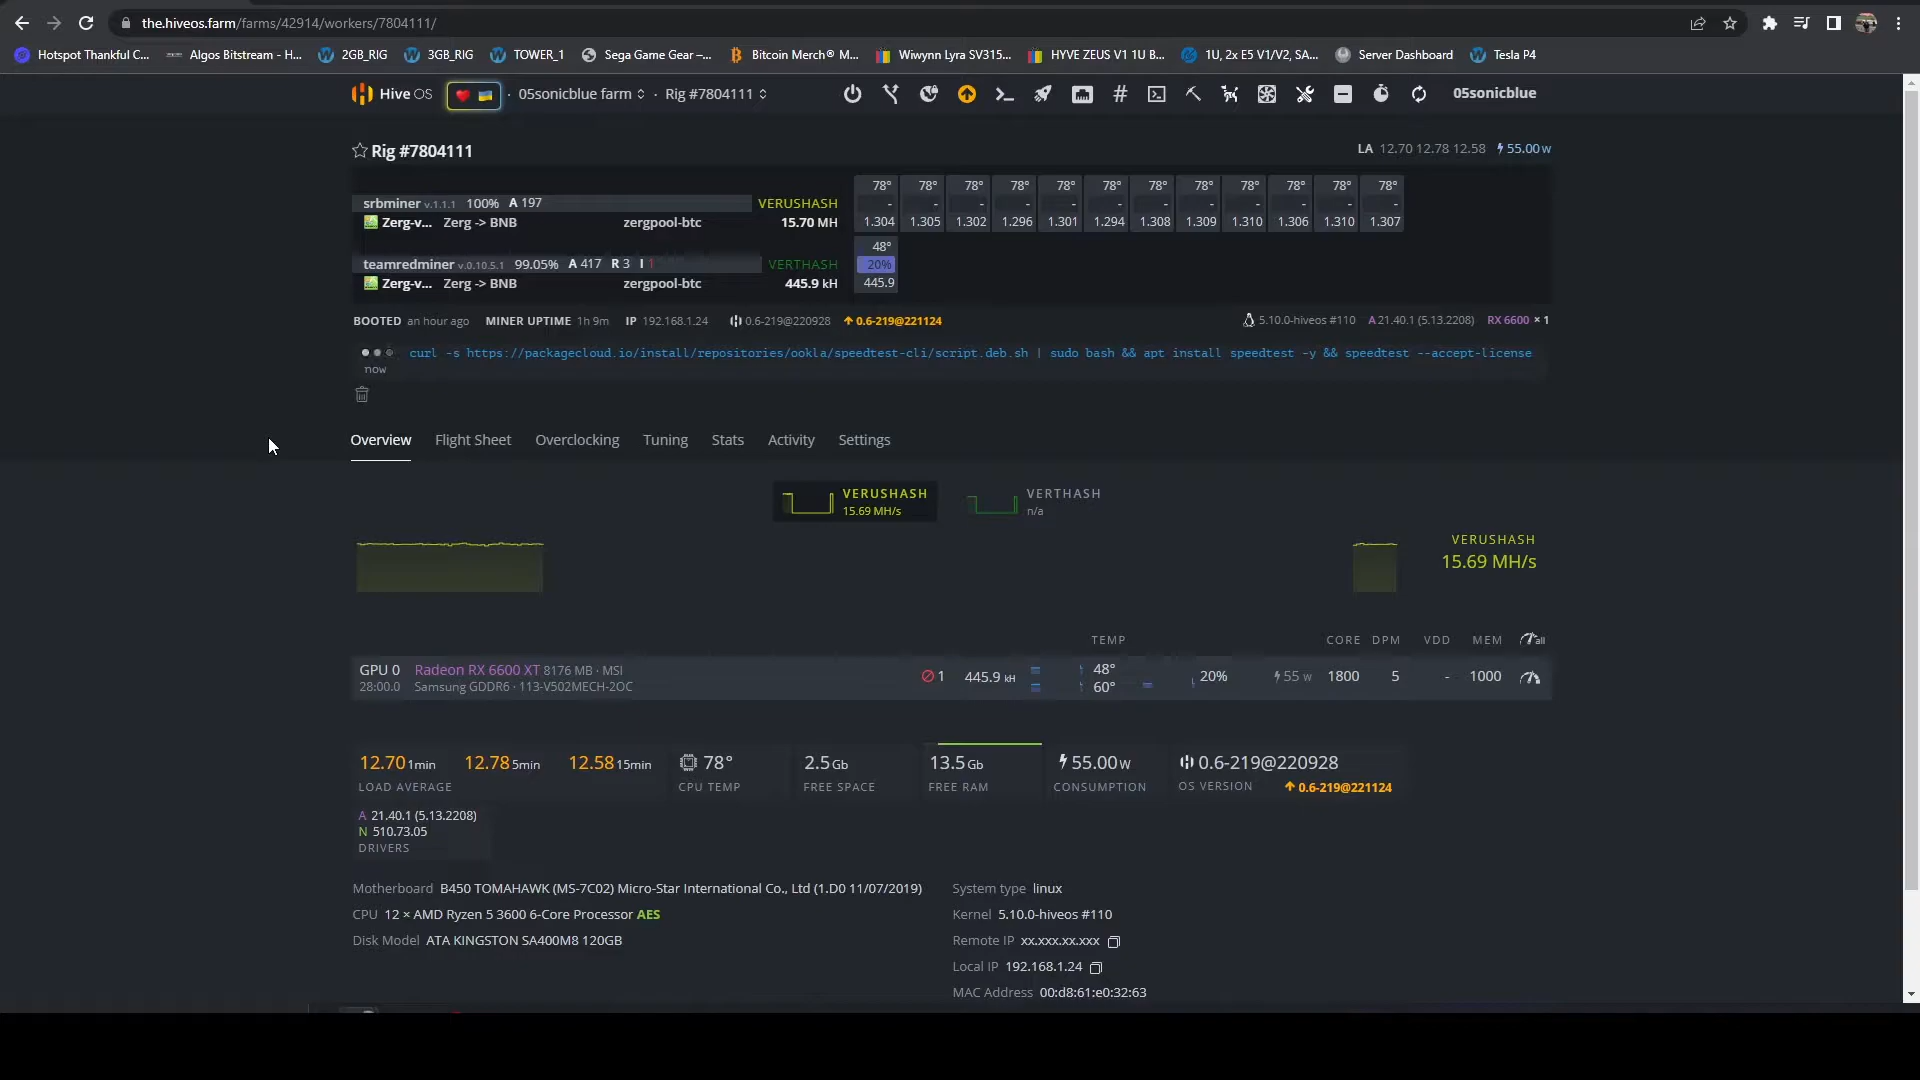 the.hiveos.farm/farms/42914/workers/7804111/
Hotspot Thankful C... Algos Bitstream - H... 2GB_RIG 3GB_RIG TOWER_1 Sega Game Gear –... Bitcoin Merch® M... Wiwynn Lyra SV315... HYVE ZEUS V1 1U B... 1U, 2x E5 V1/V2, SA... Server Dashboard Tesla P4
Hive OS · 05sonicblue farm · Rig #7804111 05sonicblue
Rig #7804111 LA 12.70 12.78 12.58 55.00 W
78° 78° 78° 78° 78° 78° 78° 78° 78° 78° 78° 78°
srbminer v.1.1.1 100% A 197 VERUSHASH - - - - - - - - - - - -
Zerg-v... Zerg -> BNB zergpool-btc 15.70 MH 1.304 1.305 1.302 1.296 1.301 1.294 1.308 1.309 1.310 1.306 1.310 1.307
48°
teamredminer v.0.10.5.1 99.05% A 417 R 3 I 1 VERTHASH 20%
Zerg-v... Zerg -> BNB zergpool-btc 445.9 kH 445.9
BOOTED an hour ago MINER UPTIME 1h 9m IP 192.168.1.24 0.6-219@220928 0.6-219@221124 5.10.0-hiveos #110 A 21.40.1 (5.13.2208) RX 6600 × 1
curl -s https://packagecloud.io/install/repositories/ookla/speedtest-cli/script.deb.sh | sudo bash && apt install speedtest -y && speedtest --accept-license
now
Overview Flight Sheet Overclocking Tuning Stats Activity Settings
VERUSHASH VERTHASH
15.69 MH/s n/a
VERUSHASH
15.69 MH/s
TEMP CORE DPM VDD MEM all
GPU 0 Radeon RX 6600 XT 8176 MB · MSI 1 445.9 kH 48° 20% 55 W 1800 5 - 1000
28:00.0 Samsung GDDR6 · 113-V502MECH-2OC 60°
12.70 1min 12.78 5min 12.58 15min 78° 2.5 Gb 13.5 Gb 55.00 W 0.6-219@220928
LOAD AVERAGE CPU TEMP FREE SPACE FREE RAM CONSUMPTION OS VERSION 0.6-219@221124
A 21.40.1 (5.13.2208)
N 510.73.05
DRIVERS
Motherboard B450 TOMAHAWK (MS-7C02) Micro-Star International Co., Ltd (1.D0 11/07/2019) System type linux
CPU 12 × AMD Ryzen 5 3600 6-Core Processor AES Kernel 5.10.0-hiveos #110
Disk Model ATA KINGSTON SA400M8 120GB Remote IP xx.xxx.xx.xxx
Local IP 192.168.1.24
MAC Address 00:d8:61:e0:32:63